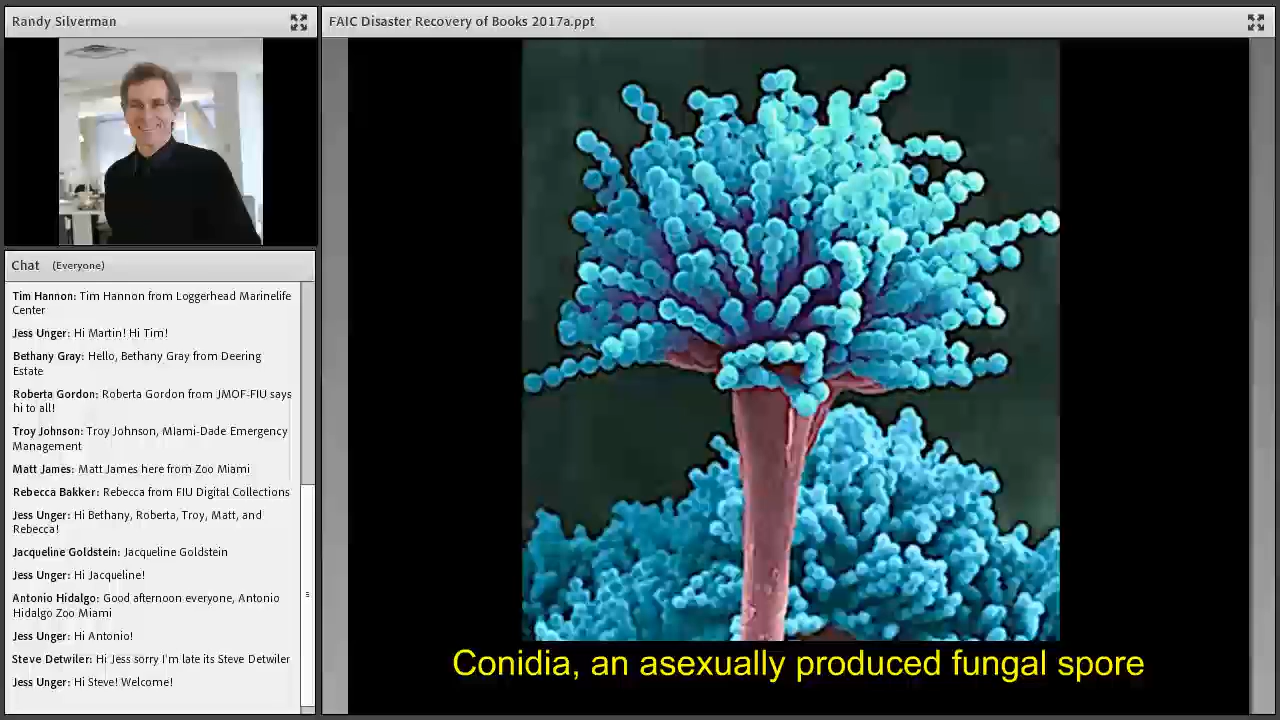 Randy Silverman
FAIC Disaster Recovery of Books 2017a.ppt
Chat (Everyone)
Tim Hannon: Tim Hannon from Loggerhead Marinelife
Center
Jess Unger: Hi Martin! Hi Tim!
Bethany Gray: Hello, Bethany Gray from Deering
Estate
Roberta Gordon: Roberta Gordon from JMOF-FIU says
hi to all!
Troy Johnson: Troy Johnson, MIami-Dade Emergency
Management
Matt James: Matt James here from Zoo Miami
Rebecca Bakker: Rebecca from FIU Digital Collections
Jess Unger: Hi Bethany, Roberta, Troy, Matt, and
Rebecca!
Jacqueline Goldstein: Jacqueline Goldstein
Jess Unger: Hi Jacqueline!
Antonio Hidalgo: Good afternoon everyone, Antonio
Hidalgo Zoo Miami
Jess Unger: Hi Antonio!
Steve Detwiler: Hi Jess sorry I'm late its Steve Detwiler
Jess Unger: Hi Steve! Welcome!
Conidia, an asexually produced fungal spore